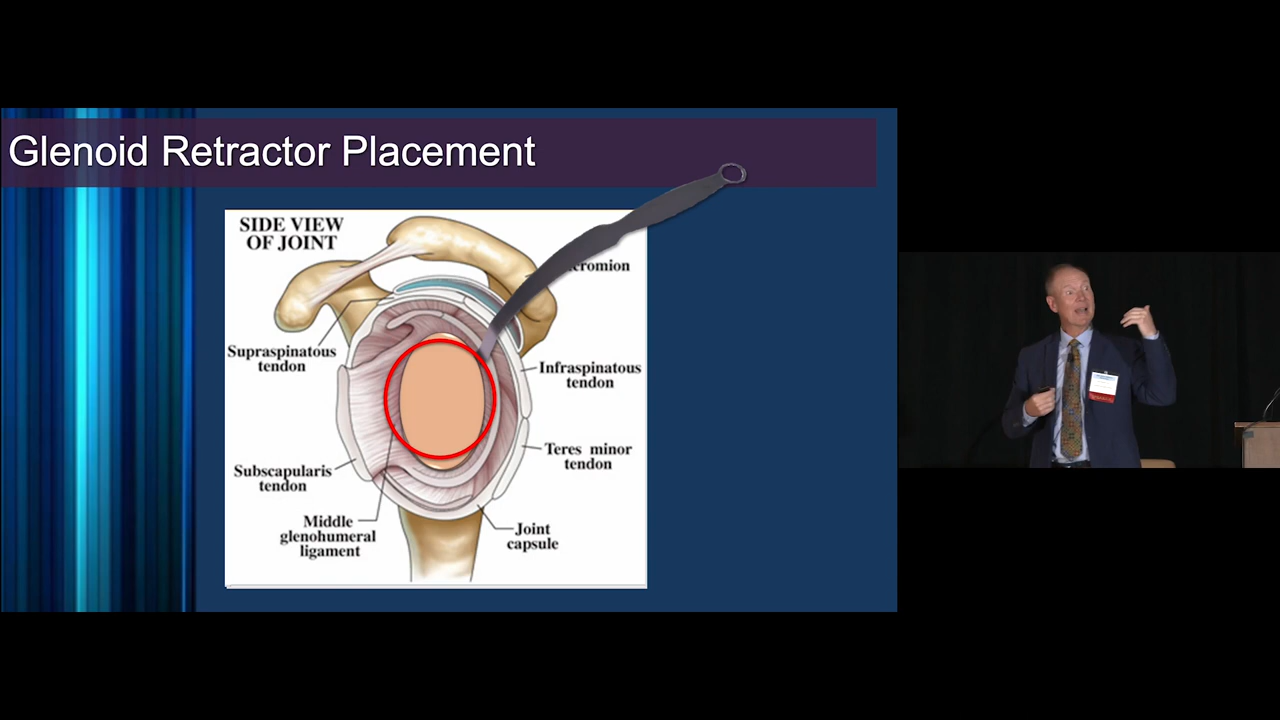 Glenoid Retractor Placement
SIDE VIEW
OF JOINT
Supraspinatous
tendon
Infraspinatous
tendon
Teres minor
tendon
Subscapularis
tendon
Middle
glenohumeral
ligament
Joint
capsule